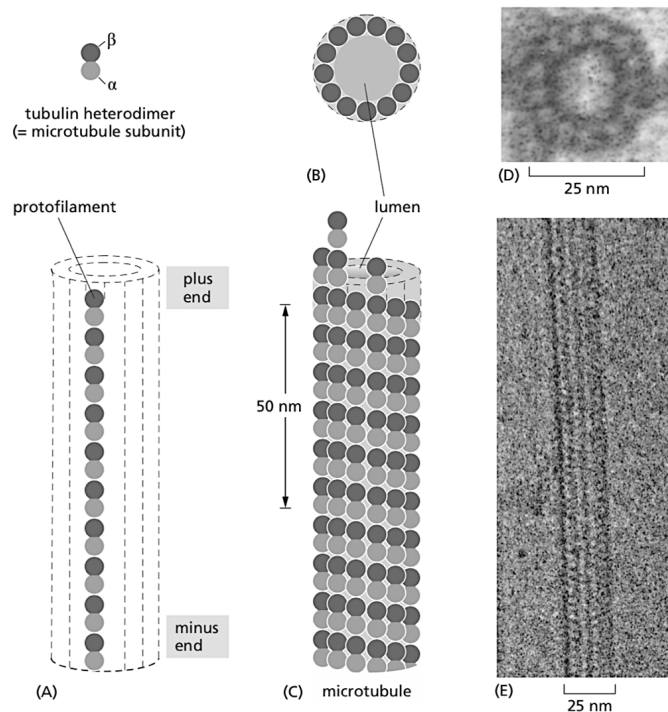 β
α
tubulin heterodimer
(= microtubule subunit)
(B)
(D)
25 nm
protofilament
lumen
plus
end
50 nm
minus
end
(A)
(C)
microtubule
(E)
25 nm